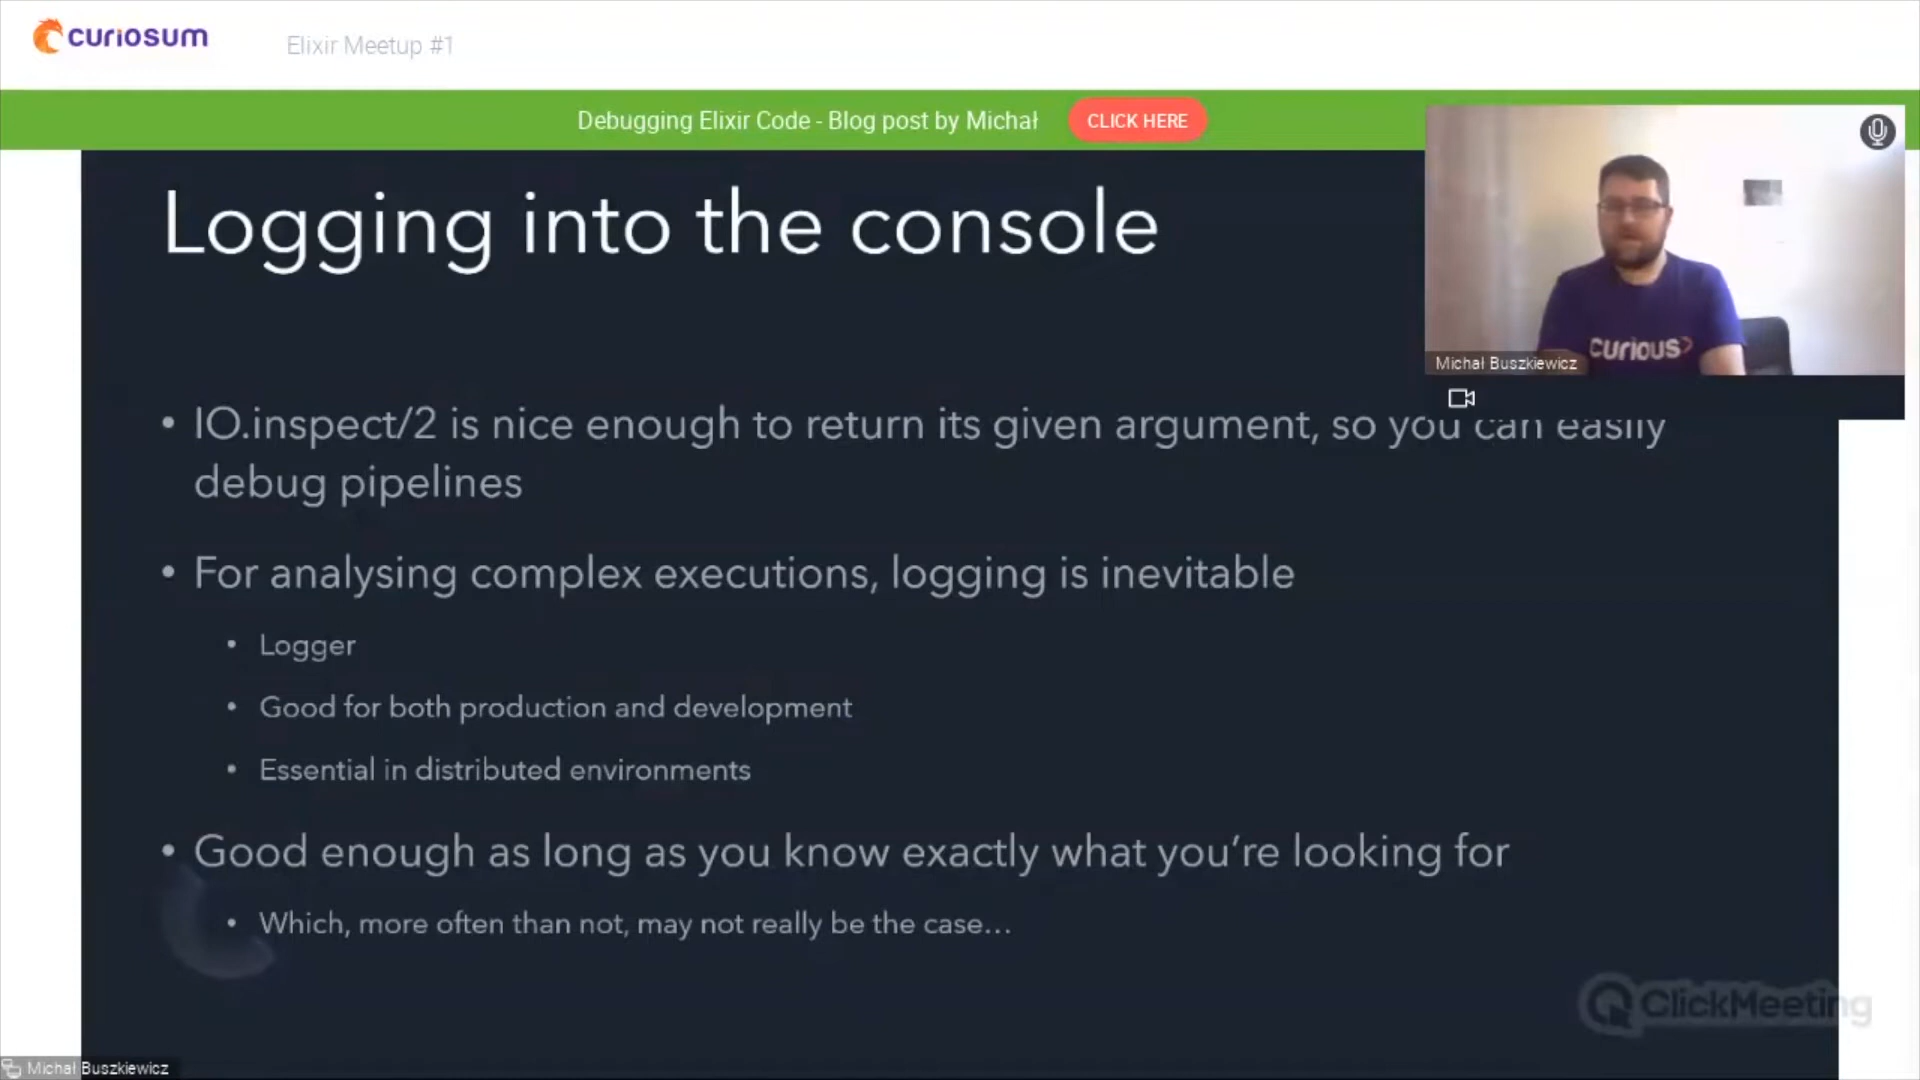 curiosum
Elixir Meetup #1
Debugging Elixir Code - Blog post by Michał
CLICK HERE
Logging into the console
curious>
Michał Buszkiewicz
• IO.inspect/2 is nice enough to return its given argument, so you can easily
debug pipelines
• For analysing complex executions, logging is inevitable
• Logger
• Good for both production and development
• Essential in distributed environments
• Good enough as long as you know exactly what you’re looking for
• Which, more often than not, may not really be the case…
ClickMeeting
Michał Buszkiewicz